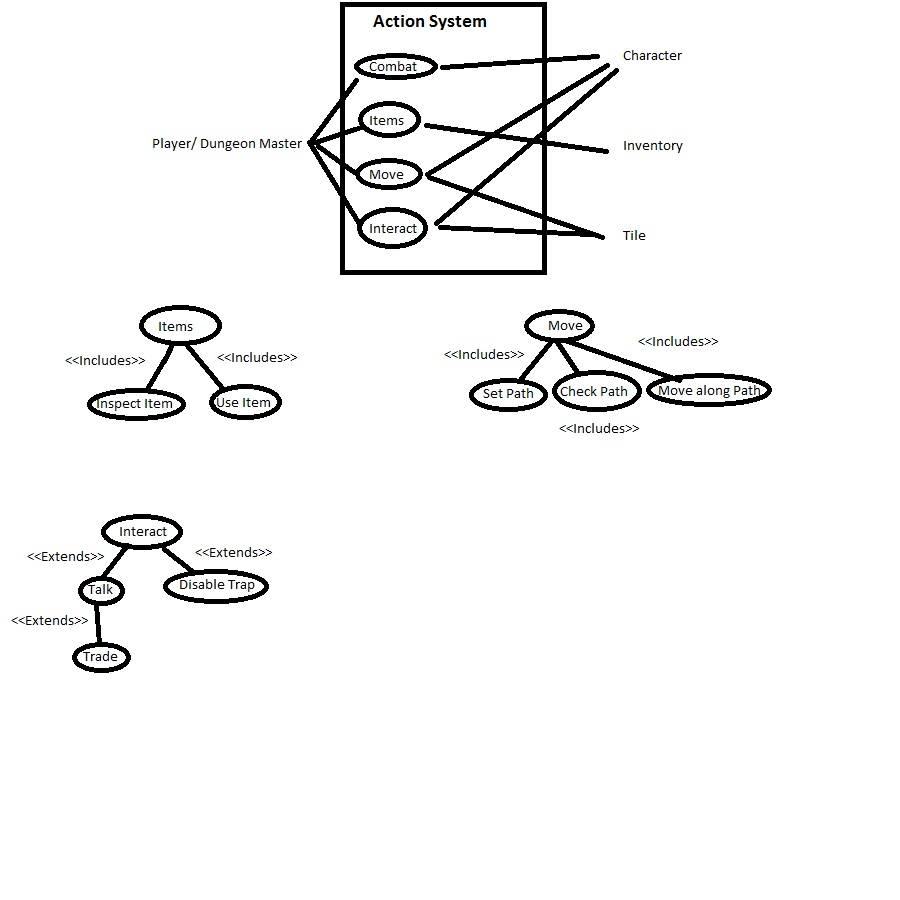 Action System
Combat
Character
Items
Player/ Dungeon Master
Inventory
Move
Interact
Tile
Items
<<Includes>>
<<Includes>>
Inspect Item
Use Item
Move
<<Includes>>
<<Includes>>
Set Path
Check Path
Move along Path
<<Includes>>
Interact
<<Extends>>
<<Extends>>
Talk
Disable Trap
<<Extends>>
Trade